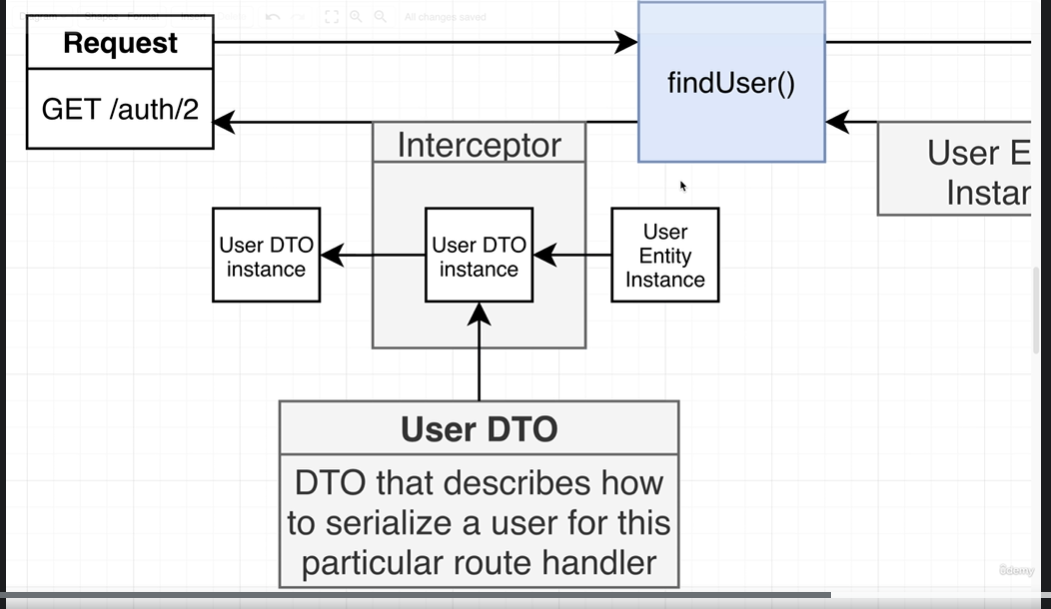 All changes saved
Request
GET /auth/2
findUser()
Interceptor
User E
Instar
User DTO
instance
User DTO
instance
User
Entity
Instance
User DTO
DTO that describes how
to serialize a user for this
particular route handler
ûdemy